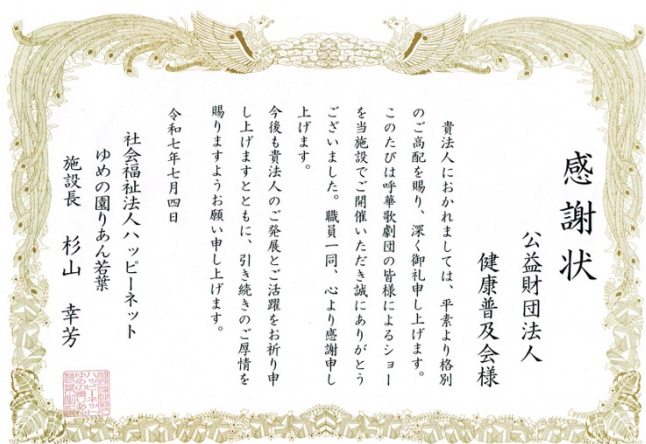 感謝状
公益財団法人
健康普及会様
貴法人におかれましては、平素より格別
のご高配を賜り、深く御礼申し上げます。
このたびは呼華歌劇団の皆様によるショー
を当施設でご開催いただき誠にありがとう
ございました。職員一同、心より感謝申し
上げます。
今後も貴法人のご発展とご活躍をお祈り申
し上げますとともに、引き続きのご厚情を
賜りますようお願い申し上げます。
令和七年七月四日
社会福祉法人ハッピーネット
ゆめの園りあん若葉
施設長 杉山 幸芳